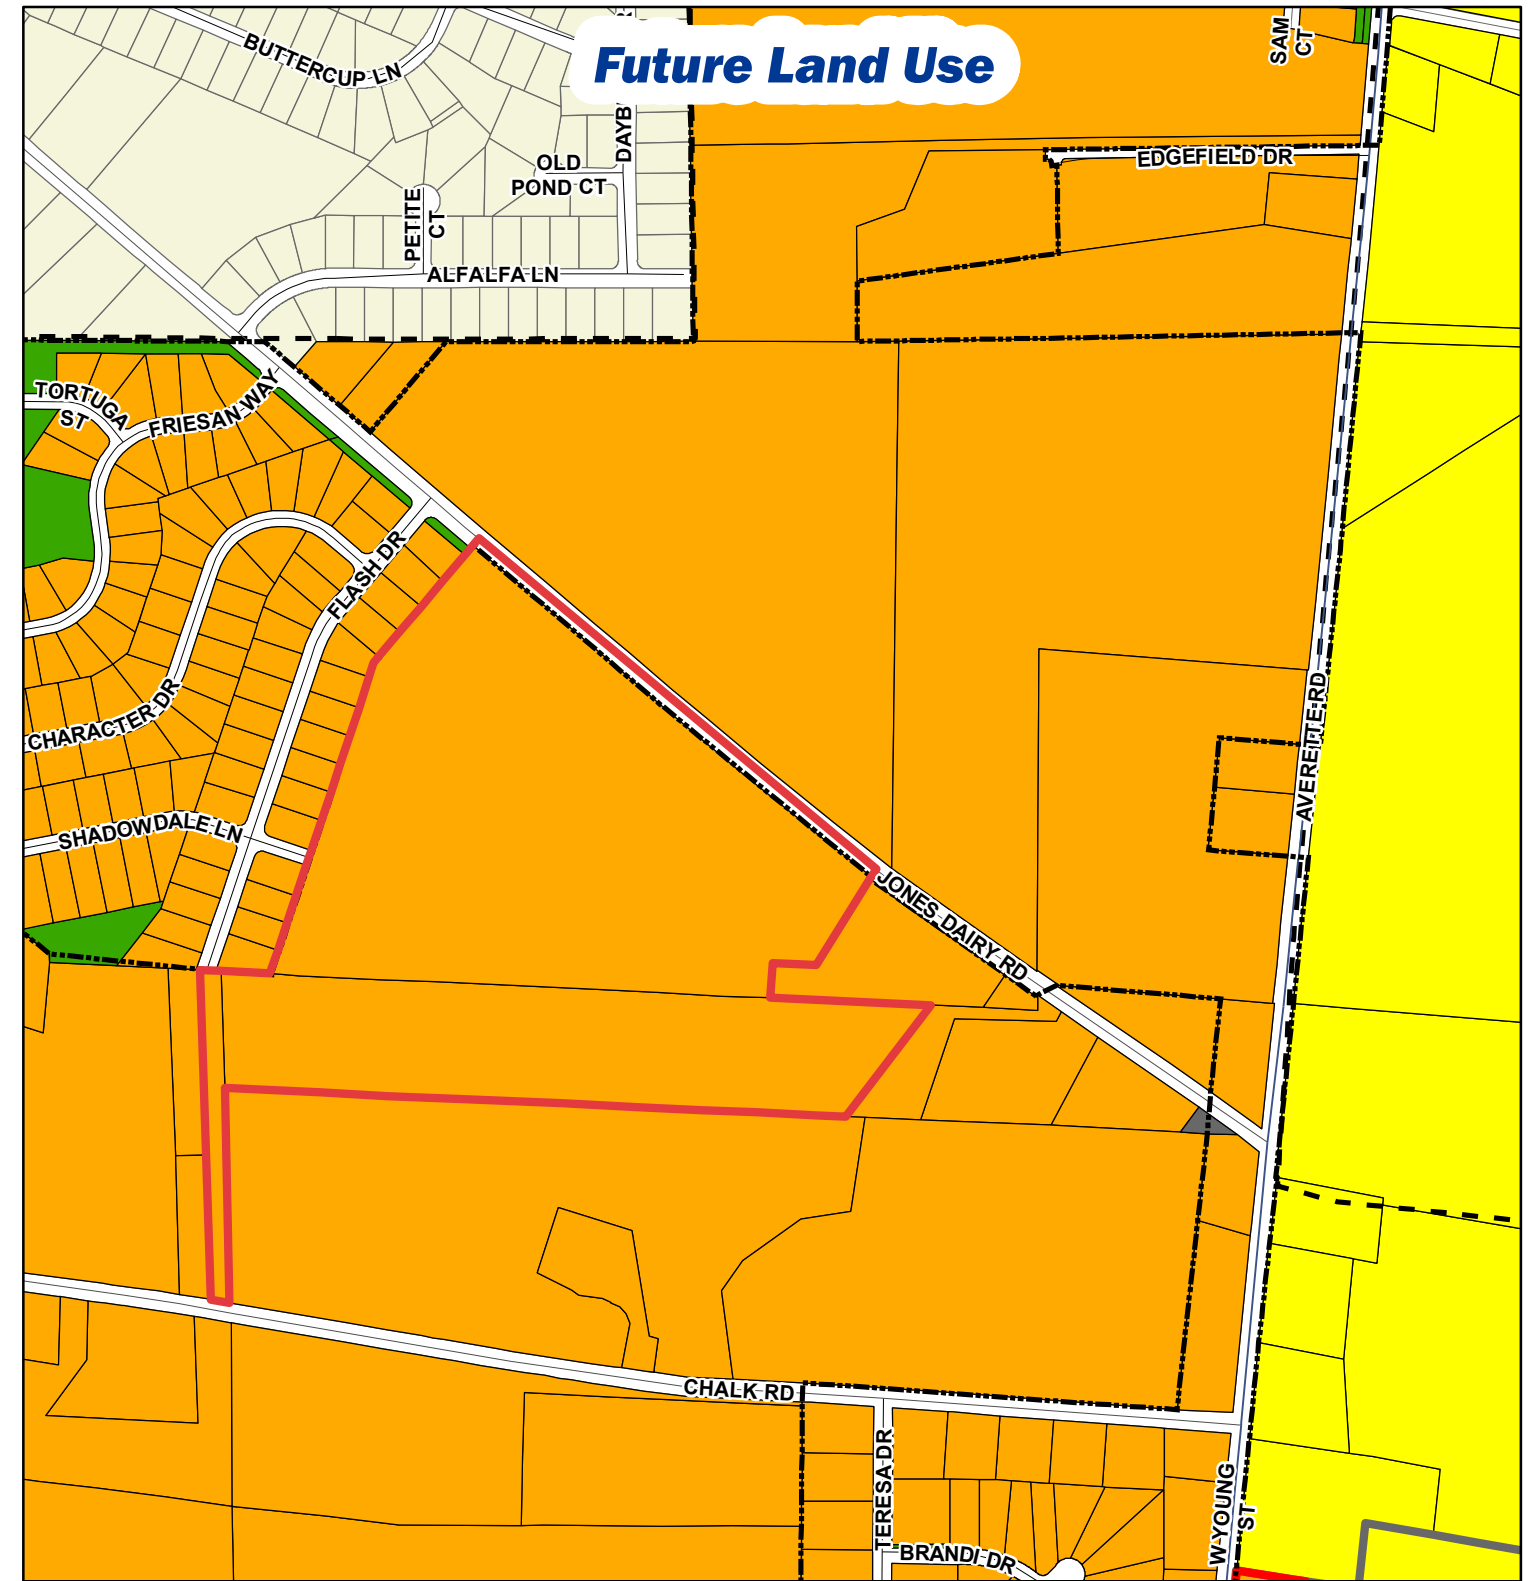 Future Land Use
BUTTERCUP LN
SAM
CT
DAYB
OLD
POND CT
EDGEFIELD DR
PETITE
CT
ALFALFA LN
TORTUGA
ST
FRIESAN WAY
FLASH DR
CHARACTER DR
SHADOWDALE LN
AVERETTE RD
JONES DAIRY RD
CHALK RD
TERESA DR
W YOUNG
ST
BRANDI DR